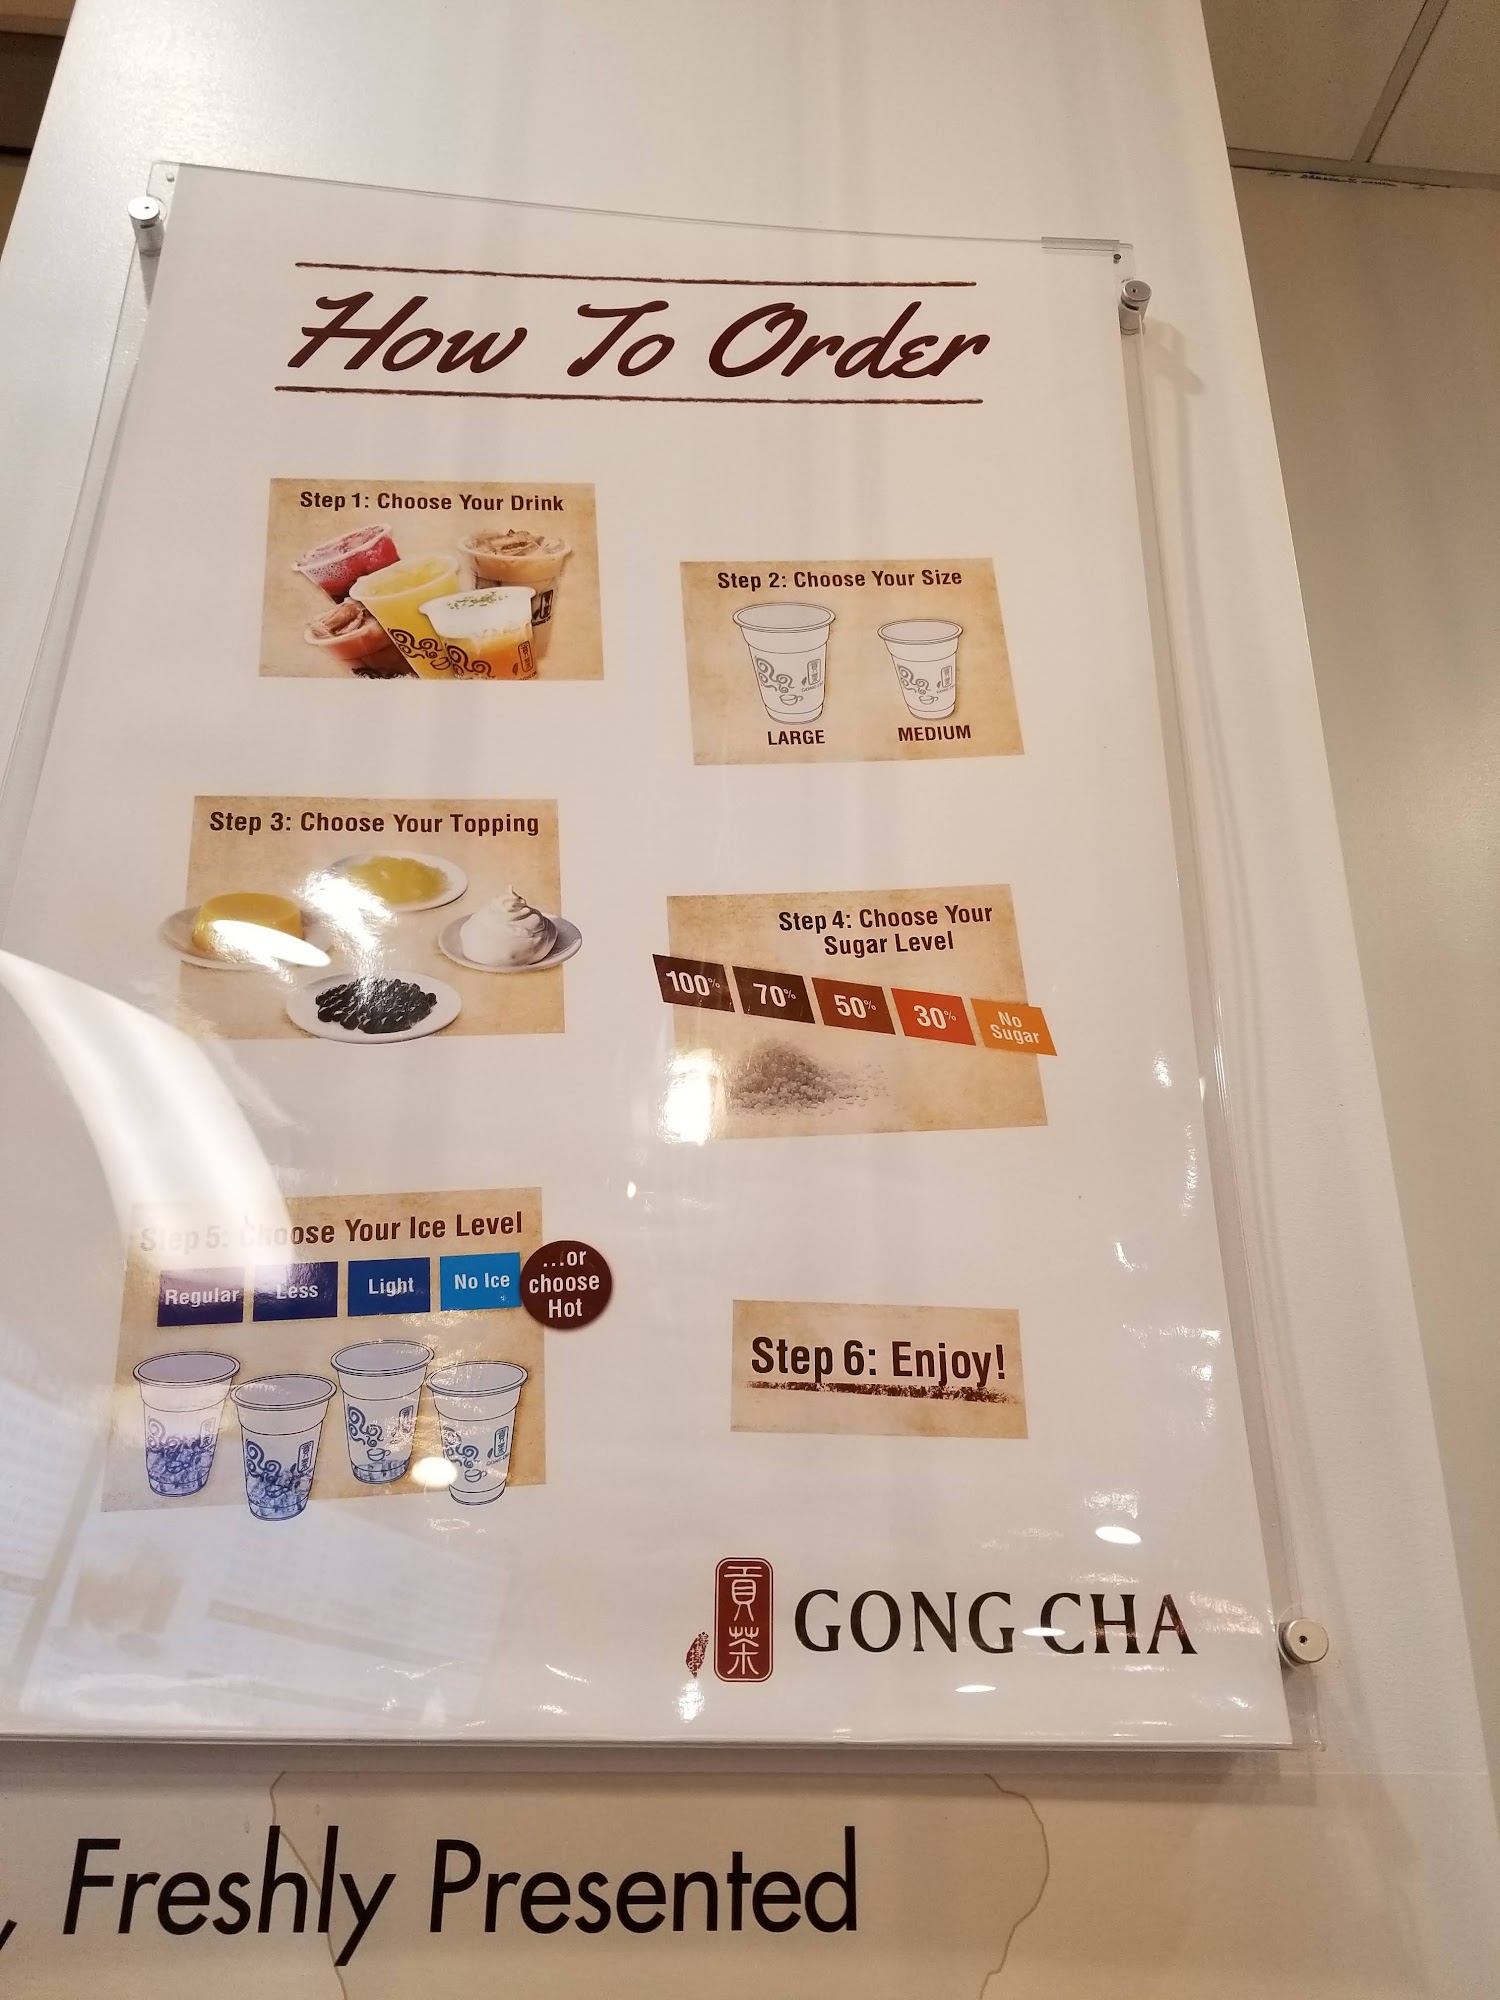 How To Order
Step 1: Choose Your Drink
Step 2: Choose Your Size
LARGE
MEDIUM
Step 3: Choose Your Topping
Step 4: Choose Your
Sugar Level
100%
70%
50%
30%
No
Sugar
Step 5: Choose Your Ice Level
Regular
Less
Light
No Ice
...or
choose
Hot
Step 6: Enjoy!
貢茶
GONG CHA
, Freshly Presented